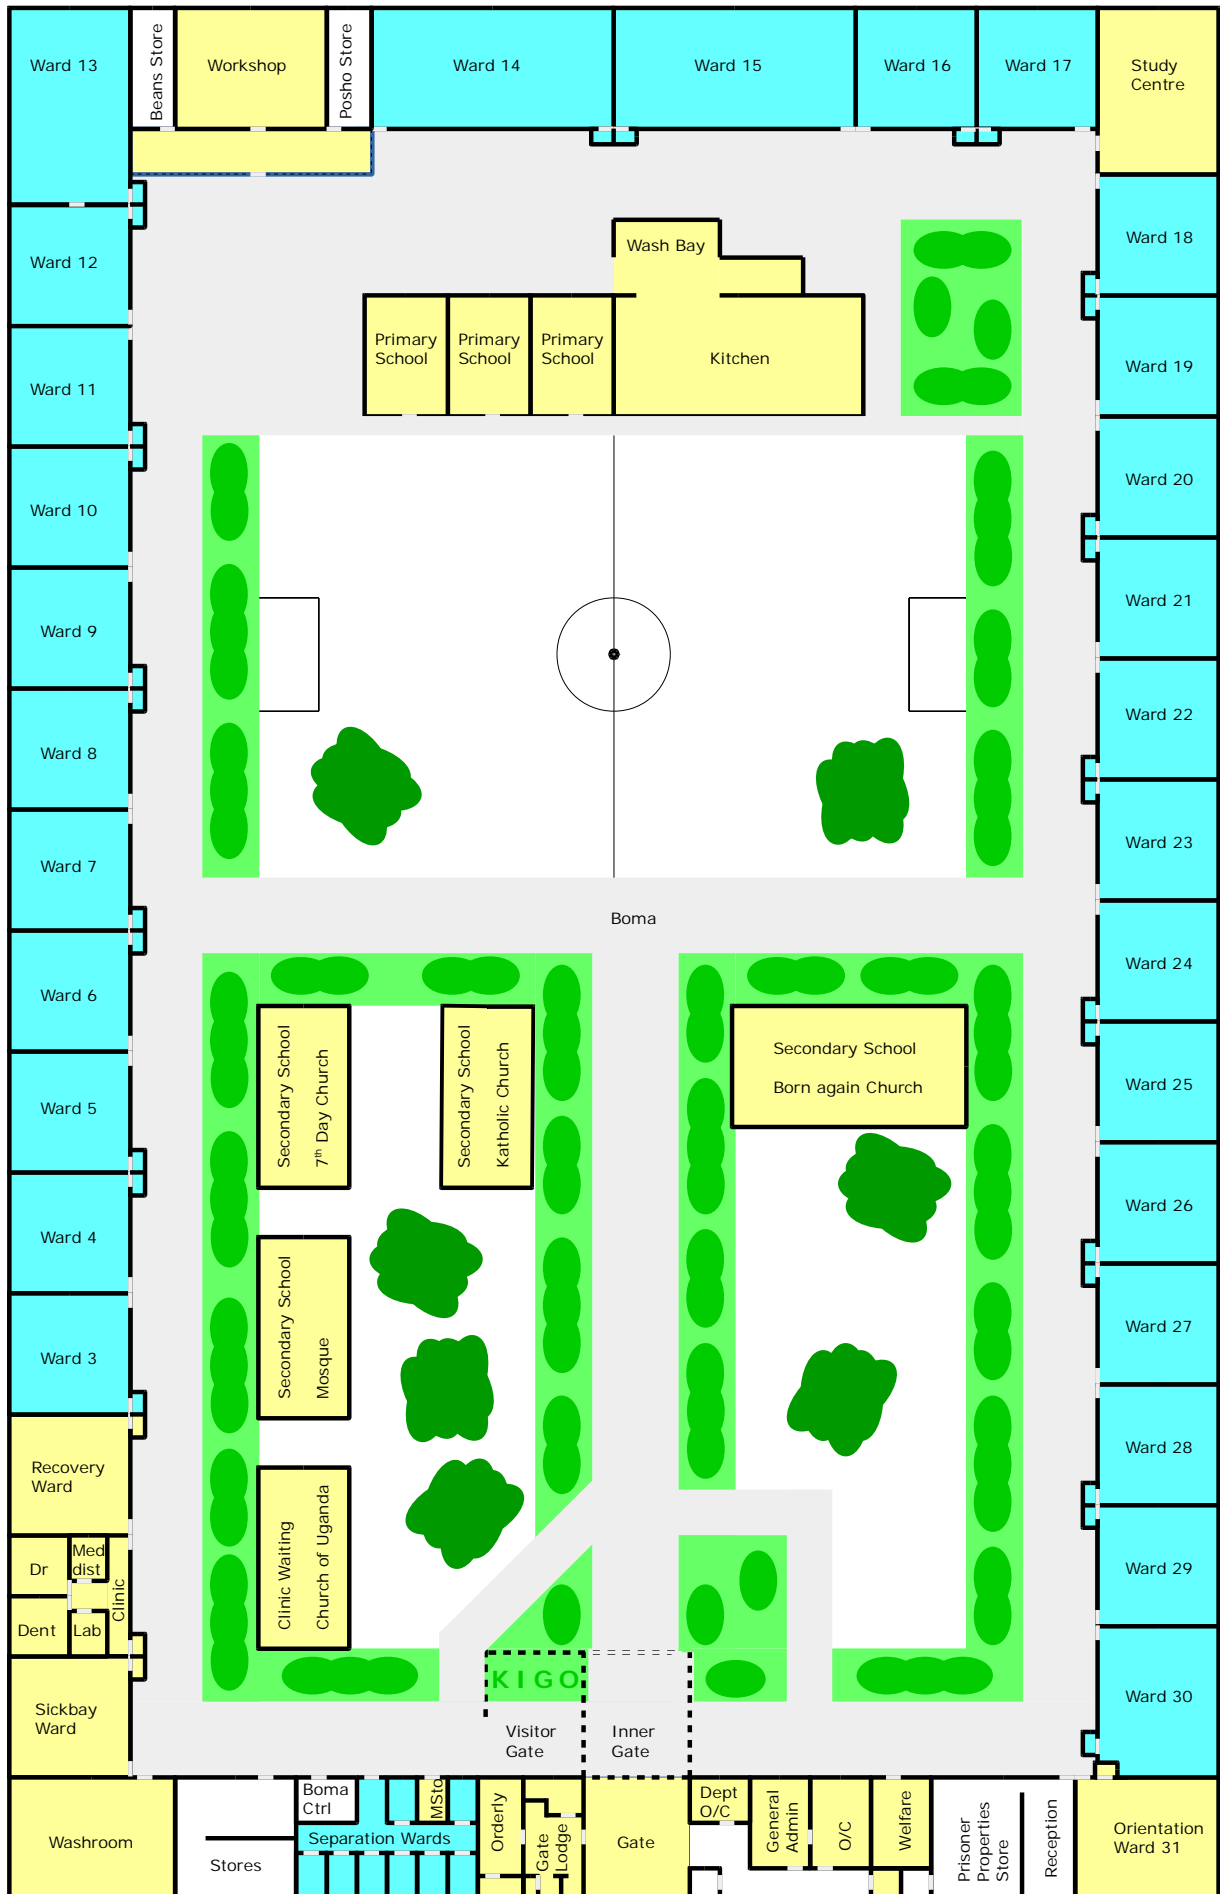 Ward 13
Beans Store
Workshop
Posho Store
Ward 14
Ward 15
Ward 16
Ward 17
Study
Centre
Ward 12
Wash Bay
Ward 18
Primary
School
Primary
School
Primary
School
Kitchen
Ward 11
Ward 19
Ward 10
Ward 20
Ward 9
Ward 21
Ward 8
Ward 22
Ward 7
Ward 23
Boma
Ward 6
Ward 24
Secondary School
7th Day Church
Secondary School
Katholic Church
Secondary School
Born again Church
Ward 5
Ward 25
Ward 4
Ward 26
Secondary School
Mosque
Ward 3
Ward 27
Recovery
Ward
Ward 28
Clinic Waiting
Church of Uganda
Dr
Med
dist
Clinic
Dent
Lab
Ward 29
Sickbay
Ward
KIGO
Ward 30
Visitor
Gate
Inner
Gate
Washroom
Stores
Boma
Ctrl
MSto
Separation Wards
Orderly
Gate
Lodge
Gate
Dept
O/C
General
Admin
O/C
Welfare
Prisoner
Properties
Store
Reception
Orientation
Ward 31